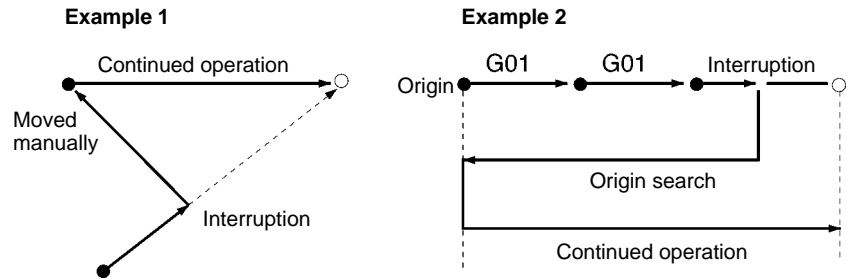 Example 1
Continued operation
Moved
manually
Interruption
Example 2
Origin
G01
G01
Interruption
Origin search
Continued operation